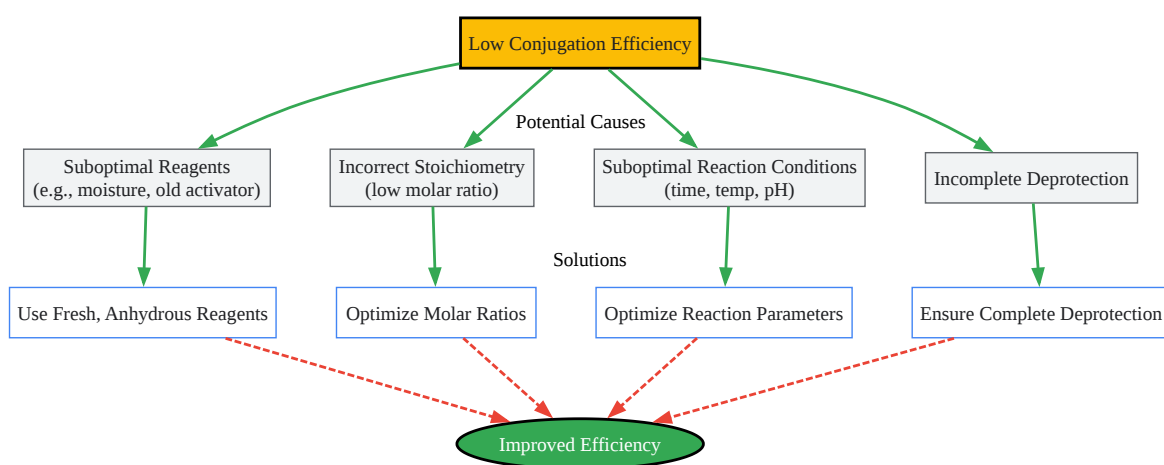 Low Conjugation Efficiency
Potential Causes
Suboptimal Reagents
(e.g., moisture, old activator)
Incorrect Stoichiometry
(low molar ratio)
Suboptimal Reaction Conditions
(time, temp, pH)
Incomplete Deprotection
Solutions
Use Fresh, Anhydrous Reagents
Optimize Molar Ratios
Optimize Reaction Parameters
Ensure Complete Deprotection
Improved Efficiency